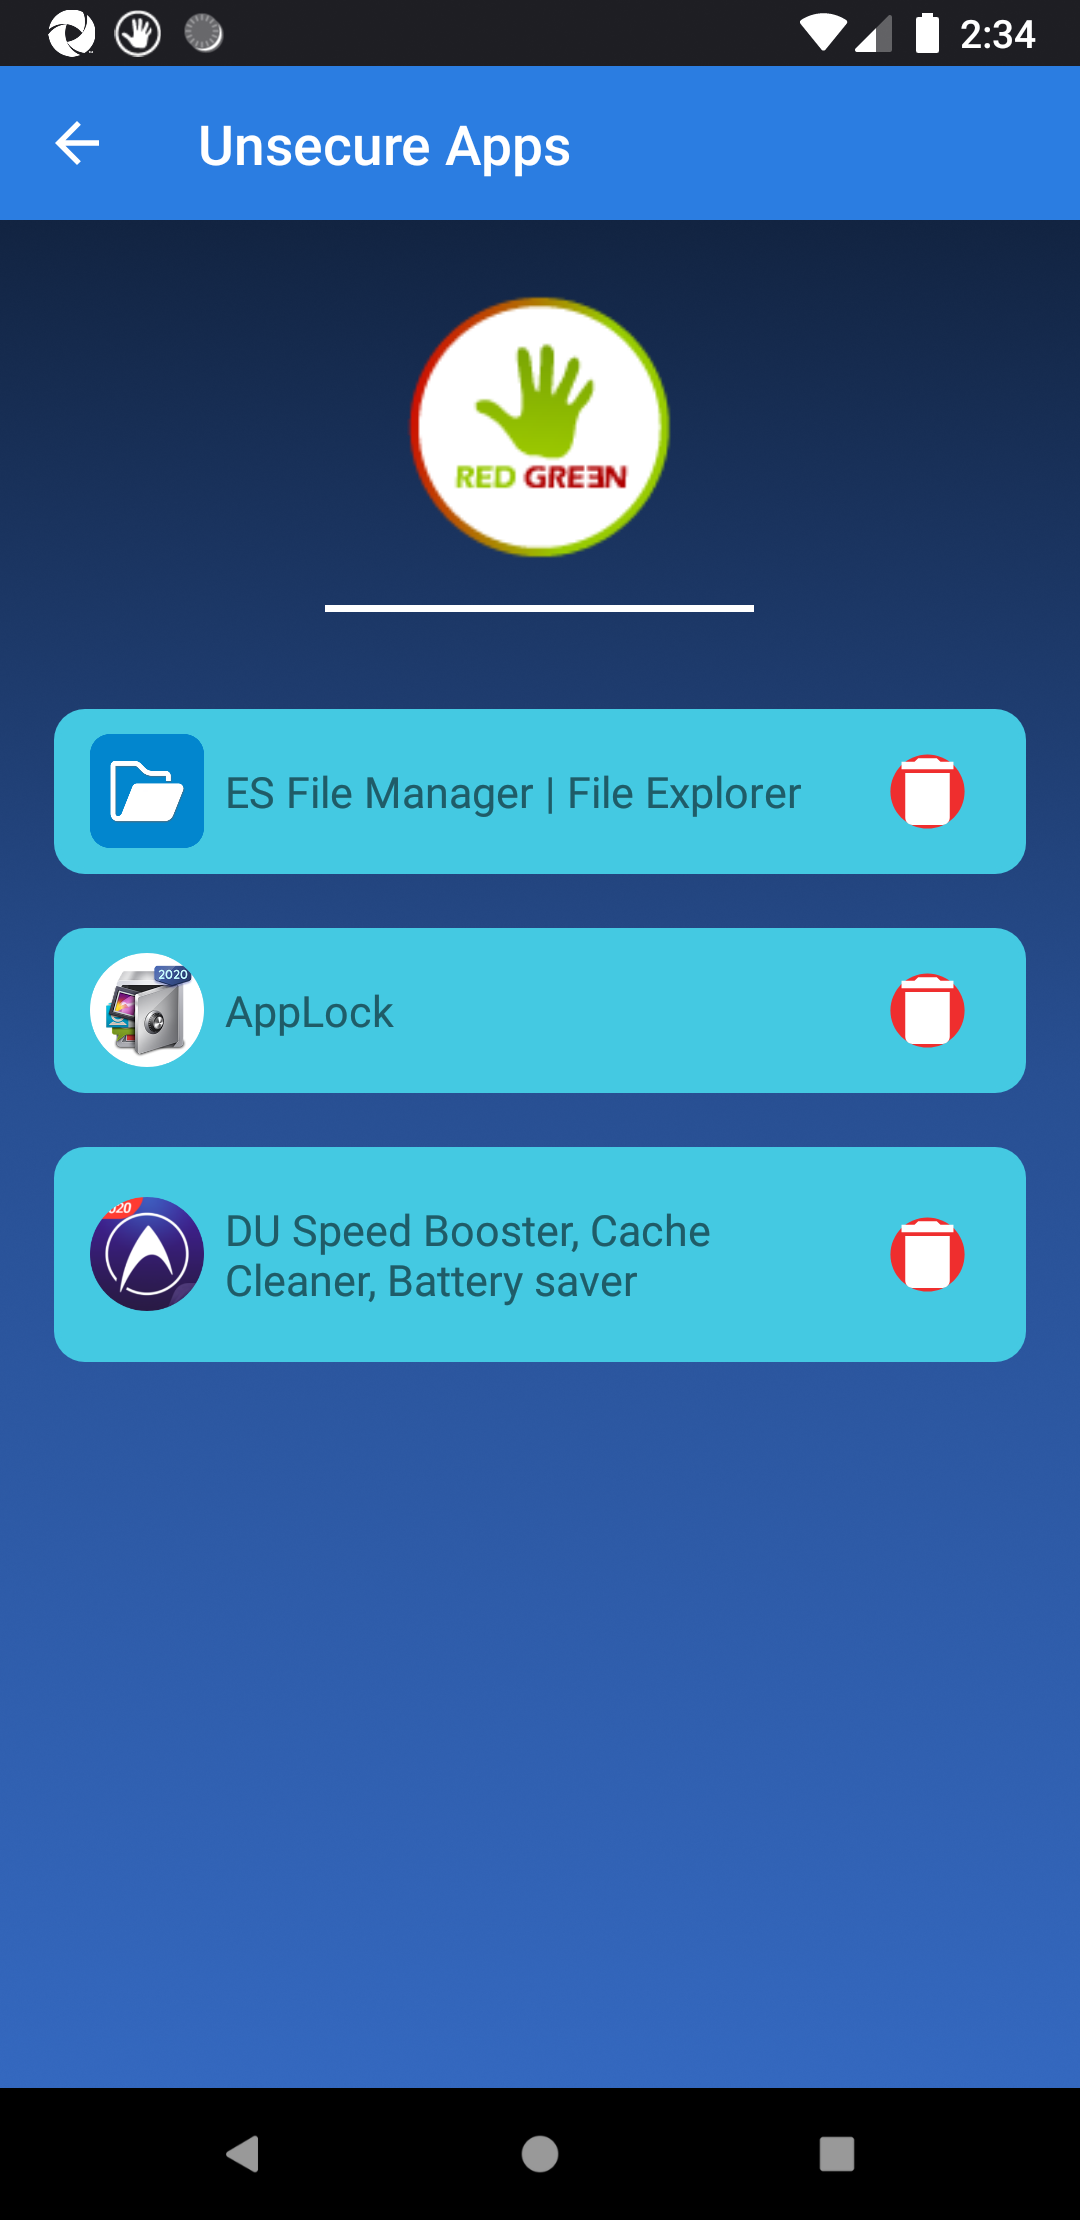 2:34
Unsecure Apps
RED GREEN
ES File Manager | File Explorer
2020
AppLock
DU Speed Booster, Cache
Cleaner, Battery saver